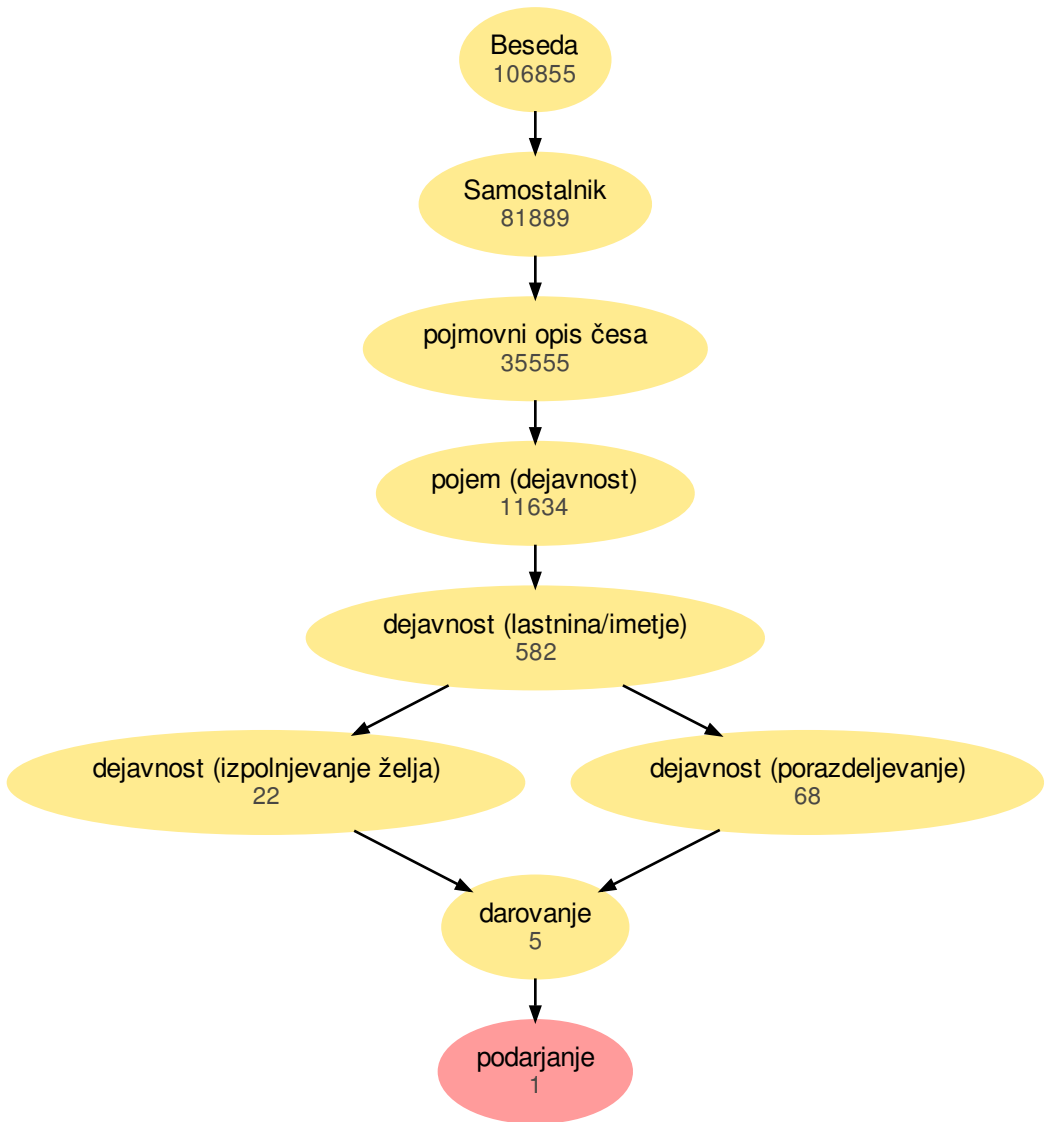 Beseda
106855
Samostalnik
81889
pojmovni opis česa
35555
pojem (dejavnost)
11634
dejavnost (lastnina/imetje)
582
dejavnost (izpolnjevanje želja)
22
dejavnost (porazdeljevanje)
68
darovanje
5
podarjanje
1